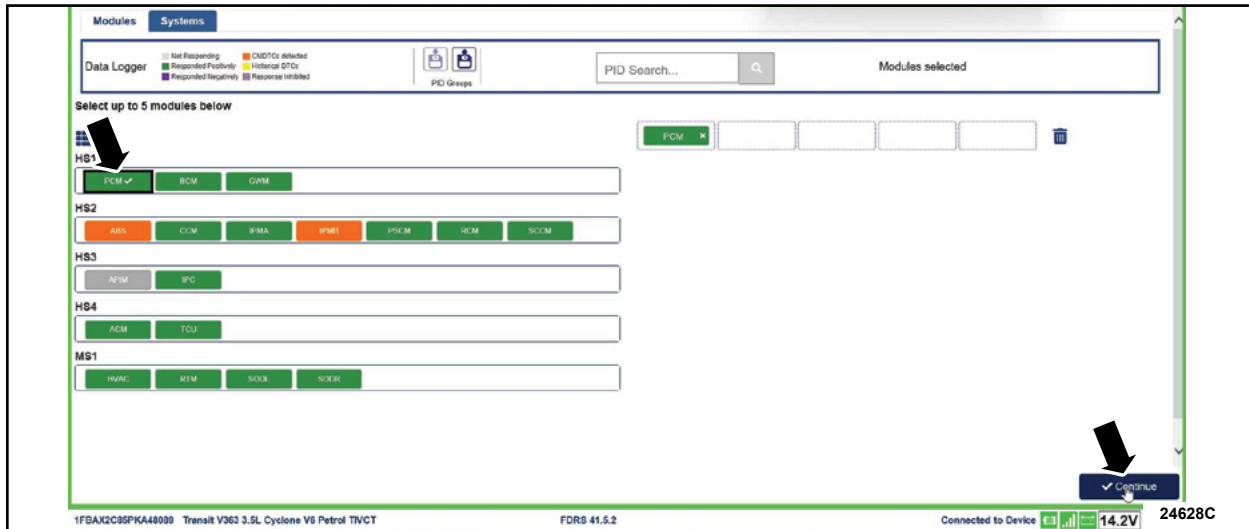 Modules Systems
Data Logger
Not Responding CMDTCs detected
Responded Positively Historical DTCs
Responded Negatively Response Inhibited
PID Groups
PID Search...
Modules selected
Select up to 5 modules below
PCM ×
HS1
PCM ✓ BCM GWM
HS2
ABS CCM IPMA IPMB PSCM RCM SCCM
HS3
APIM IPC
HS4
ACM TCU
MS1
HVAC RTM SODL SODR
✓ Continue
1FBAX2C85PKA48089 Transit V363 3.5L Cyclone V6 Petrol TIVCT FDRS 41.5.2 Connected to Device 14.2V
24628C